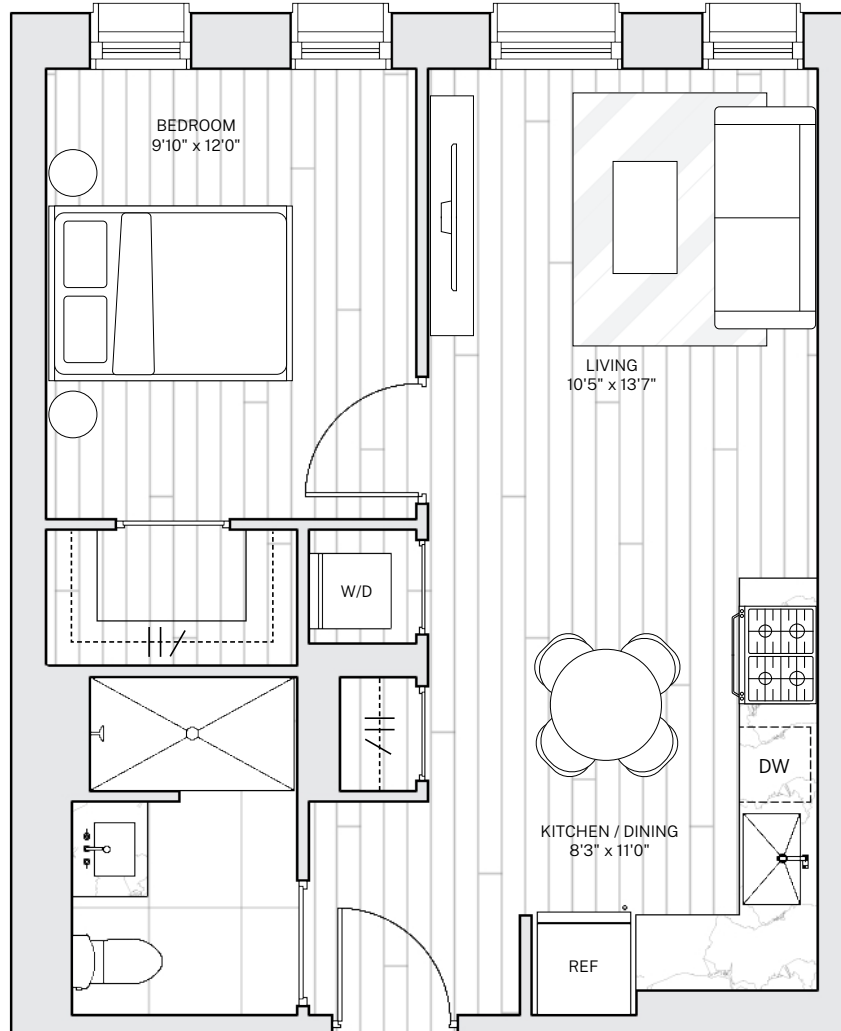 BEDROOM
9'10" x 12'0"
LIVING
10'5" x 13'7"
W/D
DW
KITCHEN / DINING
8'3" x 11'0"
REF